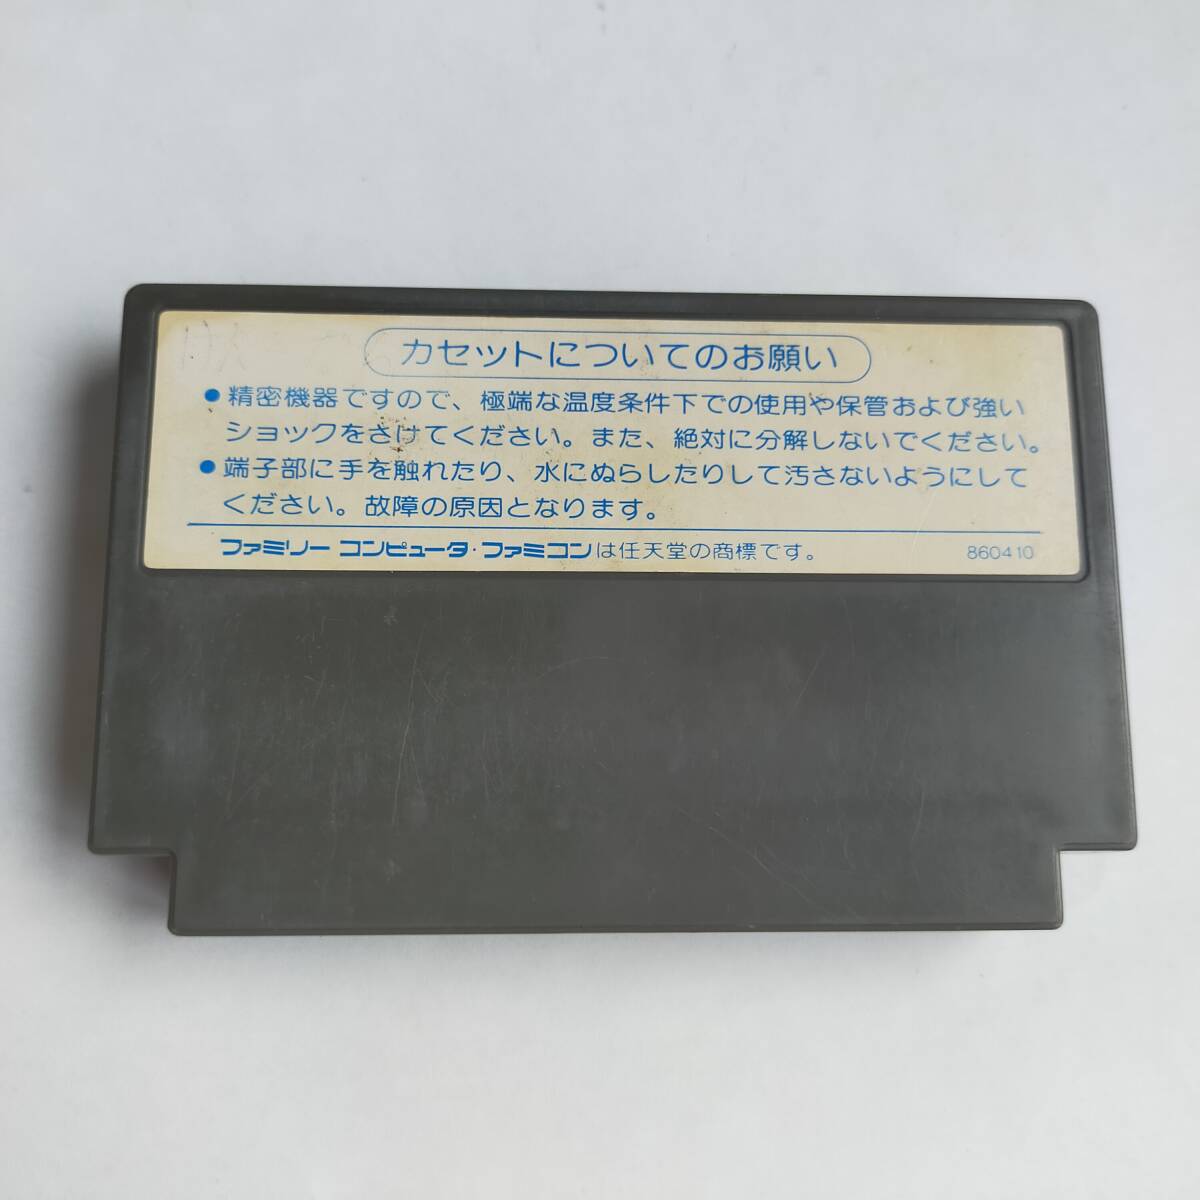 カセットについてのお願い
●精密機器ですので、極端な温度条件下での使用や保管および強い
ショックをさけてください。また、絶対に分解しないでください。
●端子部に手を触れたり、水にぬらしたりして汚さないようにして
ください。故障の原因となります。
ファミリー コンピュータ・ファミコンは任天堂の商標です。 860410